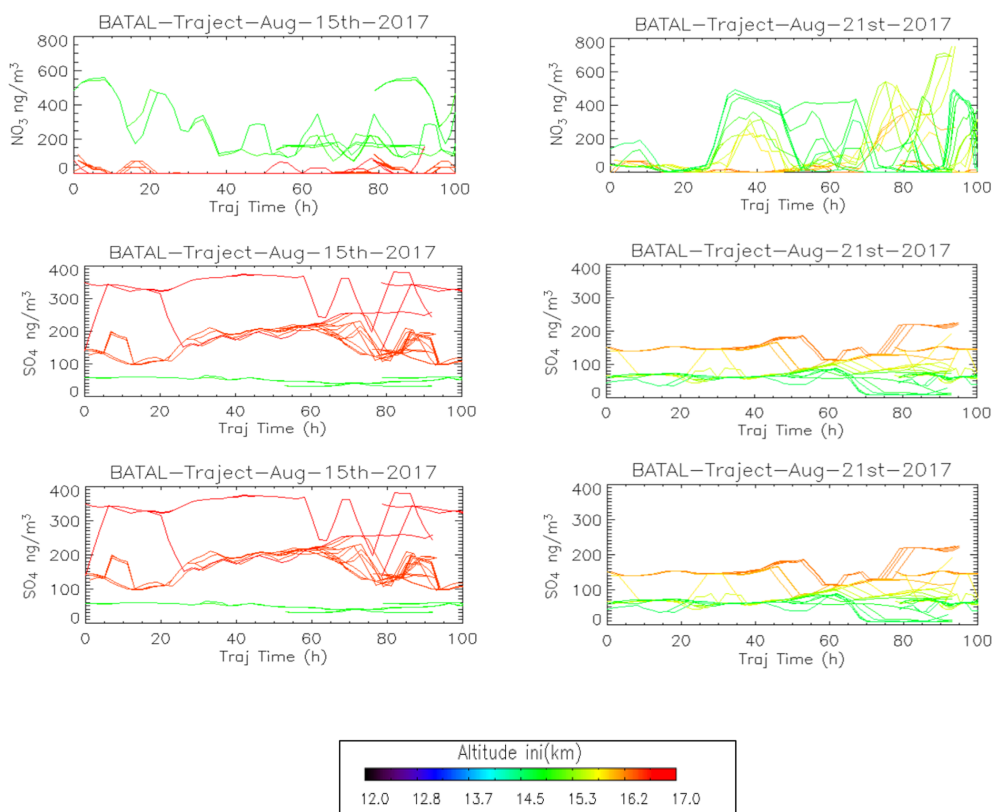 BATAL-Traject-Aug-15th-2017
800
600
400
200
0
NO3 ng/m3
0 20 40 60 80 100
Traj Time (h)
BATAL-Traject-Aug-21st-2017
800
600
400
200
0
NO3 ng/m3
0 20 40 60 80 100
Traj Time (h)
BATAL-Traject-Aug-15th-2017
400
300
200
100
0
SO4 ng/m3
0 20 40 60 80 100
Traj Time (h)
BATAL-Traject-Aug-21st-2017
400
300
200
100
0
SO4 ng/m3
0 20 40 60 80 100
Traj Time (h)
BATAL-Traject-Aug-15th-2017
400
300
200
100
0
SO4 ng/m3
0 20 40 60 80 100
Traj Time (h)
BATAL-Traject-Aug-21st-2017
400
300
200
100
0
SO4 ng/m3
0 20 40 60 80 100
Traj Time (h)
Altitude ini(km)
12.0 12.8 13.7 14.5 15.3 16.2 17.0